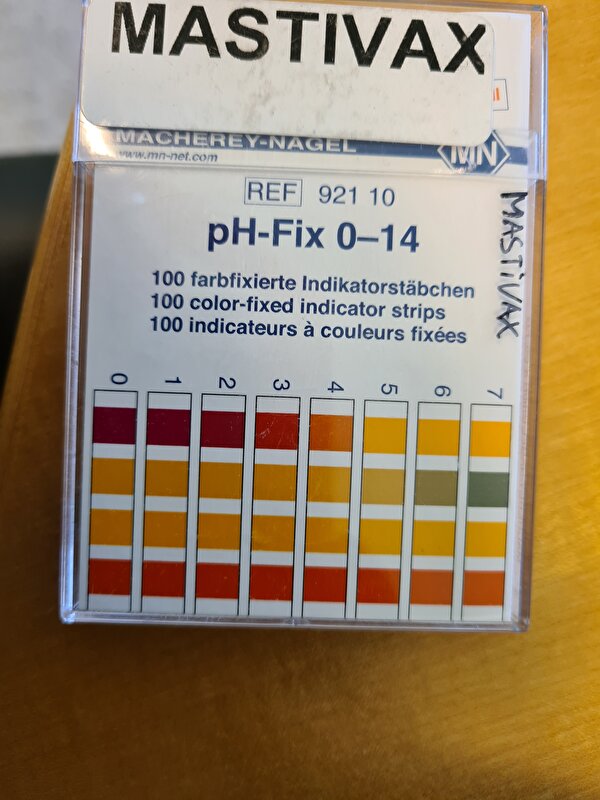 MASTIVAX
MACHEREY-NAGEL
www.mn-net.com
MN
REF 921 10
pH-Fix 0–14
MASTIVAX
100 farbfixierte Indikatorstäbchen
100 color-fixed indicator strips
100 indicateurs à couleurs fixées
0 1 2 3 4 5 6 7